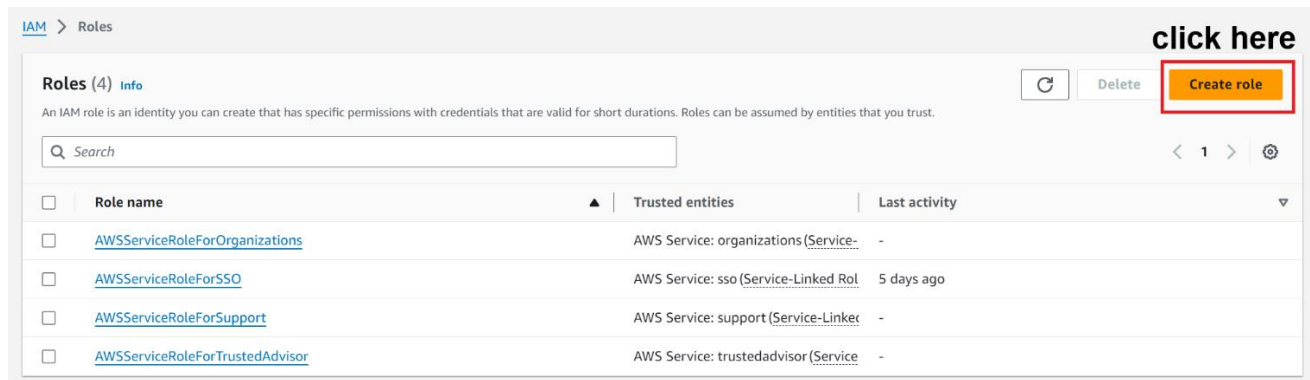 IAM > Roles
click here
Roles (4) Info
Delete
Create role
An IAM role is an identity you can create that has specific permissions with credentials that are valid for short durations. Roles can be assumed by entities that you trust.
Search
< 1 >
Role name Trusted entities Last activity
AWSServiceRoleForOrganizations AWS Service: organizations (Service- -
AWSServiceRoleForSSO AWS Service: sso (Service-Linked Rol 5 days ago
AWSServiceRoleForSupport AWS Service: support (Service-Linked -
AWSServiceRoleForTrustedAdvisor AWS Service: trustedadvisor (Service -